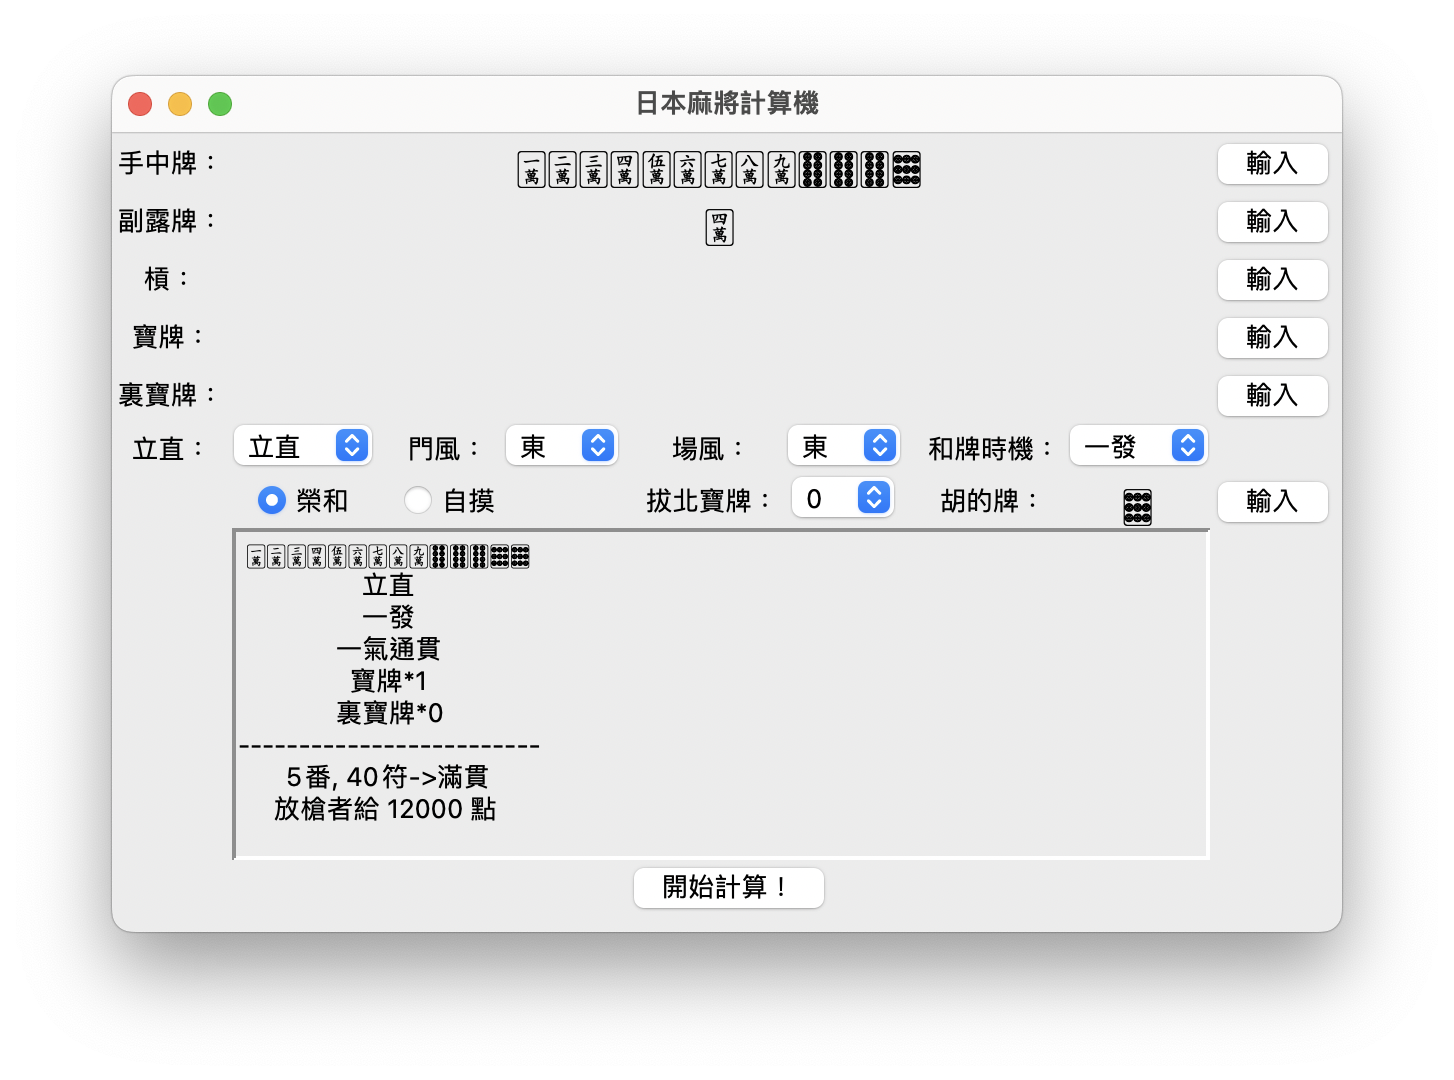 日本麻將計算機
手中牌： 一萬 二萬 三萬 四萬 伍萬 六萬 七萬 八萬 九萬 輸入
副露牌： 四萬 輸入
槓： 輸入
寶牌： 輸入
裏寶牌： 輸入
立直： 立直 門風： 東 場風： 東 和牌時機： 一發
榮和 自摸 拔北寶牌： 0 胡的牌： 輸入
一萬 二萬 三萬 四萬 伍萬 六萬 七萬 八萬 九萬
立直
一發
一氣通貫
寶牌*1
裏寶牌*0
-------------------------
5番, 40符->滿貫
放槍者給 12000 點
開始計算！